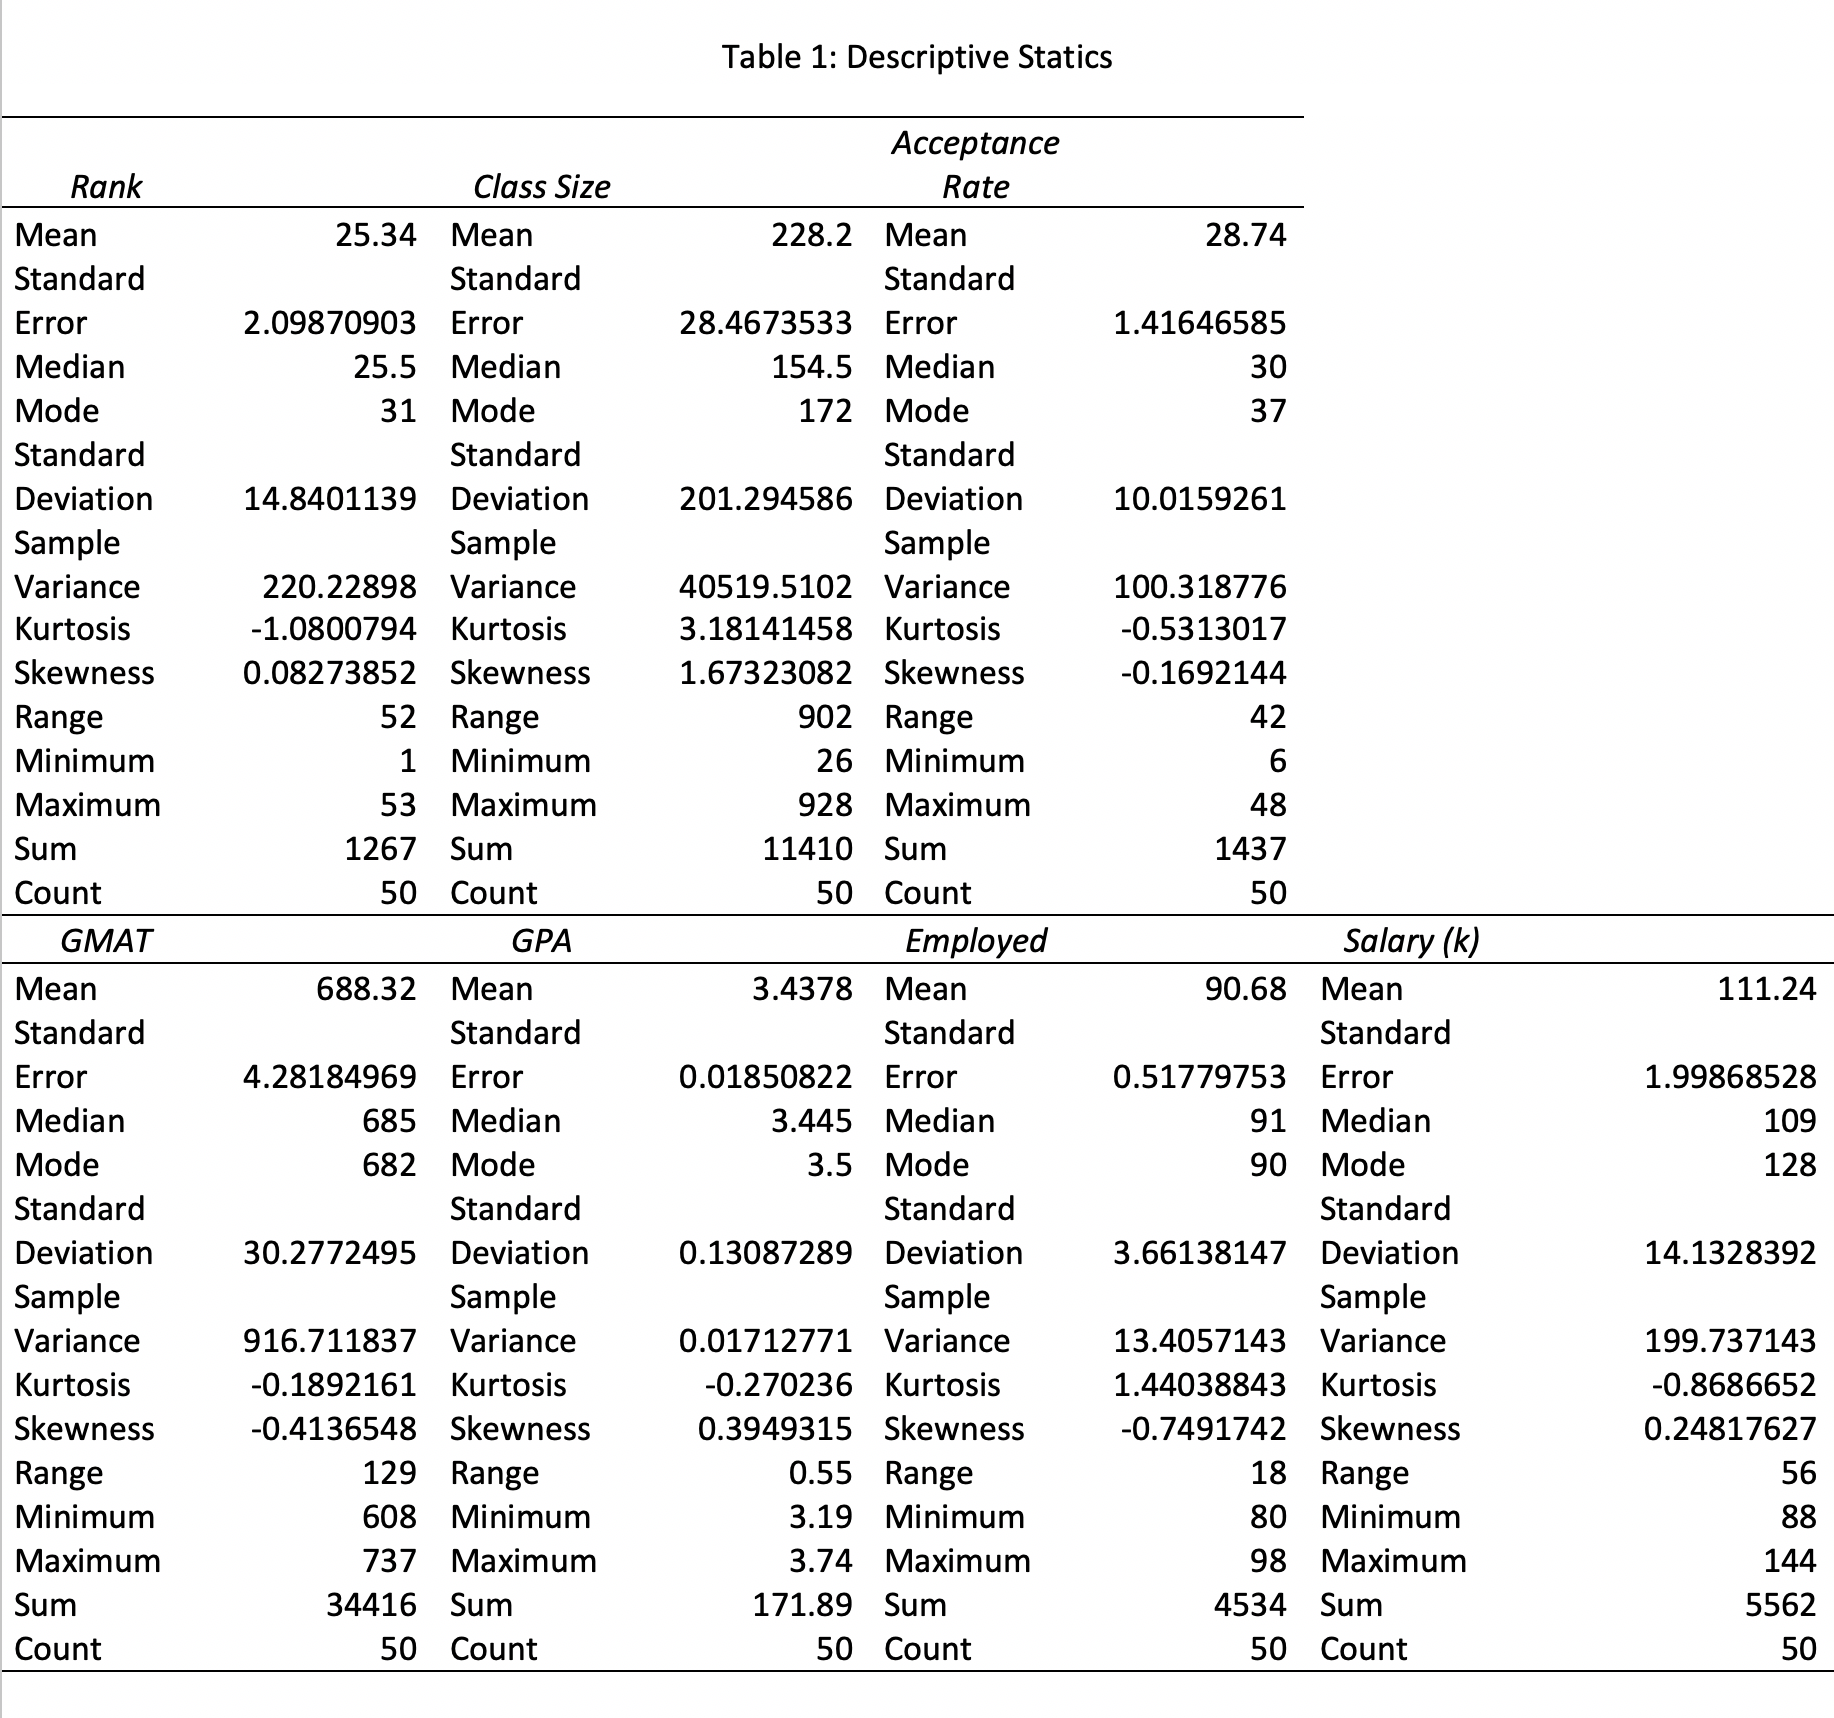 Table 1: Descriptive Statics
Acceptance
Rank Class Size Rate
Mean 25.34 Mean 228.2 Mean 28.74
Standard Standard Standard
Error 2.09870903 Error 28.4673533 Error 1.41646585
Median 25.5 Median 154.5 Median 30
Mode 31 Mode 172 Mode 37
Standard Standard Standard
Deviation 14.8401139 Deviation 201.294586 Deviation 10.0159261
Sample Sample Sample
Variance 220.22898 Variance 40519.5102 Variance 100.318776
Kurtosis -1.0800794 Kurtosis 3.18141458 Kurtosis -0.5313017
Skewness 0.08273852 Skewness 1.67323082 Skewness -0.1692144
Range 52 Range 902 Range 42
Minimum 1 Minimum 26 Minimum 6
Maximum 53 Maximum 928 Maximum 48
Sum 1267 Sum 11410 Sum 1437
Count 50 Count 50 Count 50
GMAT GPA Employed Salary (k)
Mean 688.32 Mean 3.4378 Mean 90.68 Mean 111.24
Standard Standard Standard Standard
Error 4.28184969 Error 0.01850822 Error 0.51779753 Error 1.99868528
Median 685 Median 3.445 Median 91 Median 109
Mode 682 Mode 3.5 Mode 90 Mode 128
Standard Standard Standard Standard
Deviation 30.2772495 Deviation 0.13087289 Deviation 3.66138147 Deviation 14.1328392
Sample Sample Sample Sample
Variance 916.711837 Variance 0.01712771 Variance 13.4057143 Variance 199.737143
Kurtosis -0.1892161 Kurtosis -0.270236 Kurtosis 1.44038843 Kurtosis -0.8686652
Skewness -0.4136548 Skewness 0.3949315 Skewness -0.7491742 Skewness 0.24817627
Range 129 Range 0.55 Range 18 Range 56
Minimum 608 Minimum 3.19 Minimum 80 Minimum 88
Maximum 737 Maximum 3.74 Maximum 98 Maximum 144
Sum 34416 Sum 171.89 Sum 4534 Sum 5562
Count 50 Count 50 Count 50 Count 50